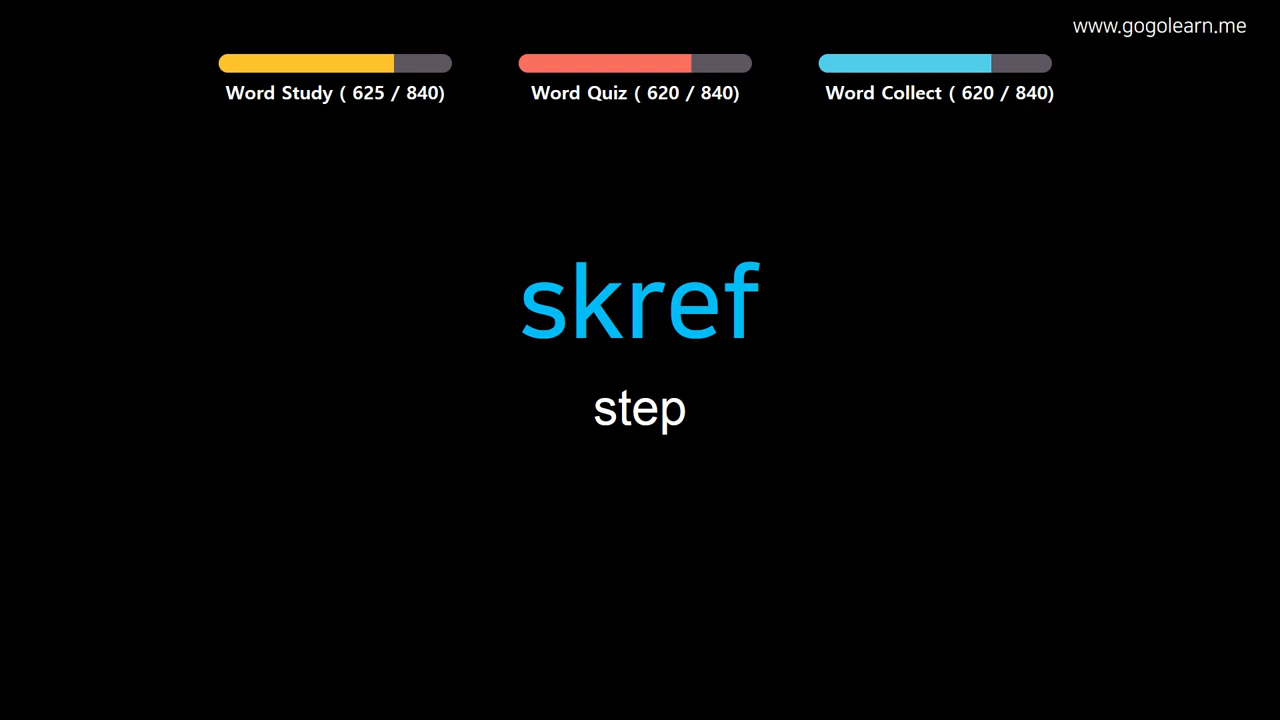 www.gogolearn.me
Word Study ( 625 / 840)
Word Quiz ( 620 / 840)
Word Collect ( 620 / 840)
skref
step